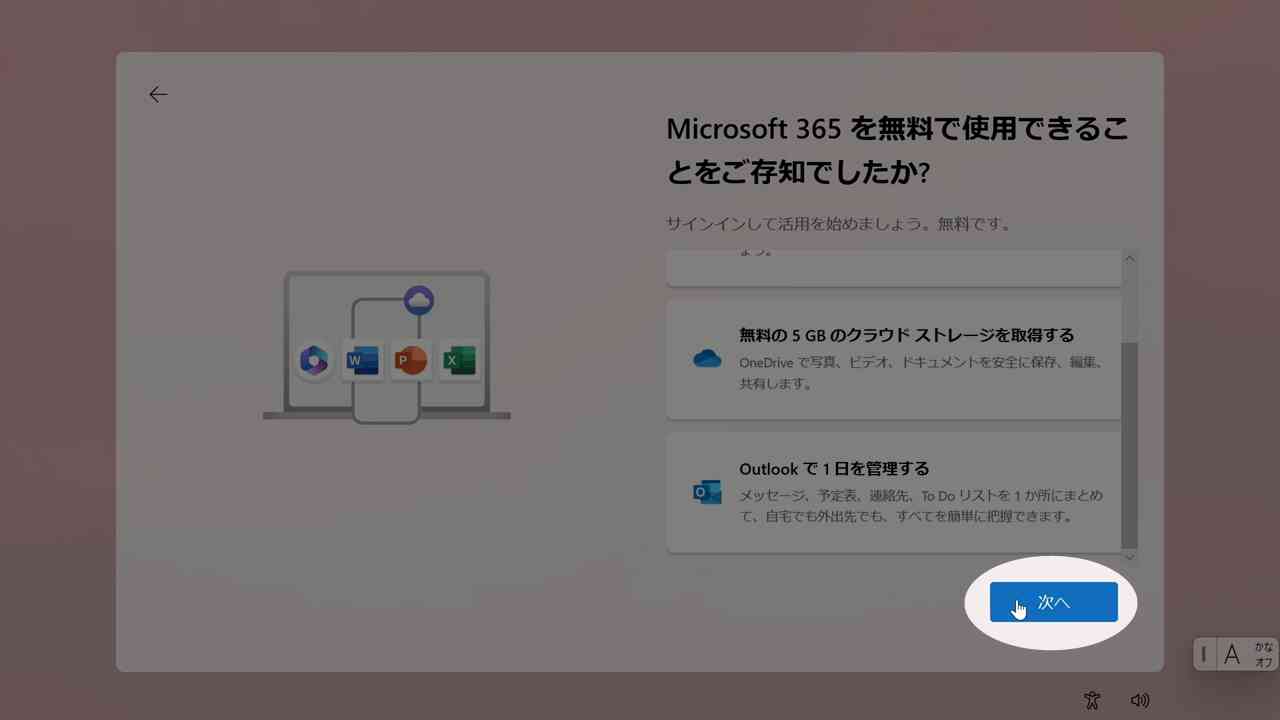 Microsoft 365 を無料で使用できるこ
とをご存知でしたか?
サインインして活用を始めましょう。無料です。
ょう。
無料の 5 GB のクラウド ストレージを取得する
OneDrive で写真、ビデオ、ドキュメントを安全に保存、編集、
共有します。
W
P
X
Outlook で 1 日を管理する
メッセージ、予定表、連絡先、To Do リストを 1 か所にまとめ
て、自宅でも外出先でも、すべてを簡単に把握できます。
O
次へ
A
かな
オフ